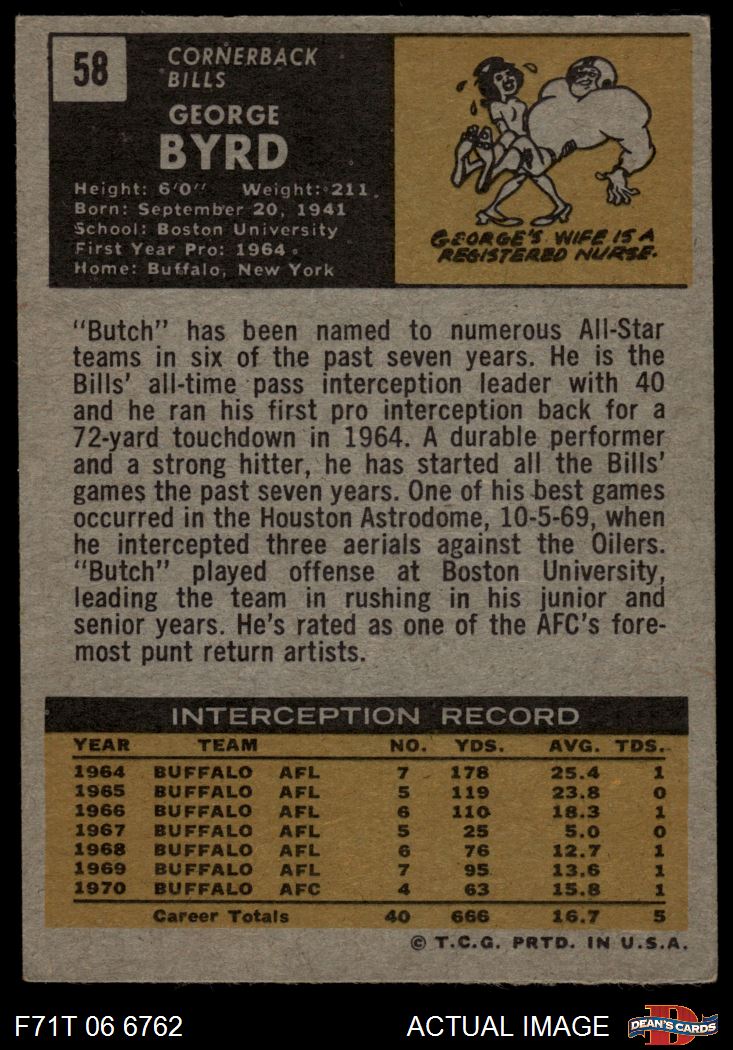 58
CORNERBACK
BILLS
GEORGE
BYRD
Height: 6'0" Weight: 211
Born: September 20, 1941
School: Boston University
First Year Pro: 1964
Home: Buffalo, New York
GEORGE'S WIFE IS A
REGISTERED NURSE.
"Butch" has been named to numerous All-Star
teams in six of the past seven years. He is the
Bills' all-time pass interception leader with 40
and he ran his first pro interception back for a
72-yard touchdown in 1964. A durable performer
and a strong hitter, he has started all the Bills'
games the past seven years. One of his best games
occurred in the Houston Astrodome, 10-5-69, when
he intercepted three aerials against the Oilers.
"Butch" played offense at Boston University,
leading the team in rushing in his junior and
senior years. He's rated as one of the AFC's fore-
most punt return artists.
INTERCEPTION RECORD
YEAR TEAM NO. YDS. AVG. TDS.
1964 BUFFALO AFL 7 178 25.4 1
1965 BUFFALO AFL 5 119 23.8 0
1966 BUFFALO AFL 6 110 18.3 1
1967 BUFFALO AFL 5 25 5.0 0
1968 BUFFALO AFL 6 76 12.7 1
1969 BUFFALO AFL 7 95 13.6 1
1970 BUFFALO AFC 4 63 15.8 1
Career Totals 40 666 16.7 5
© T.C.G. PRTD. IN U.S.A.
F71T 06 6762 ACTUAL IMAGE D DEAN'S CARDS